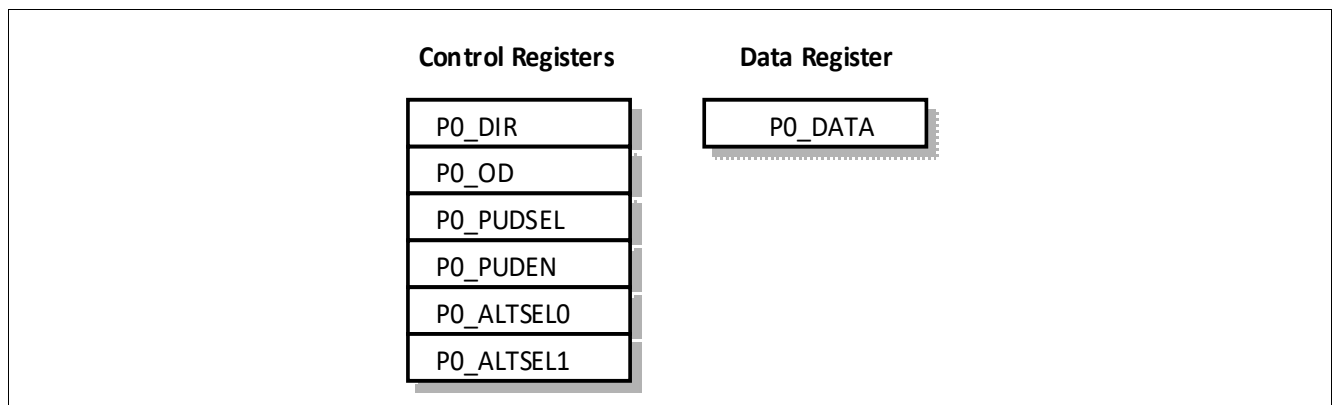 Control Registers
Data Register
P0_DIR
P0_DATA
P0_OD
P0_PUDSEL
P0_PUDEN
P0_ALTSEL0
P0_ALTSEL1